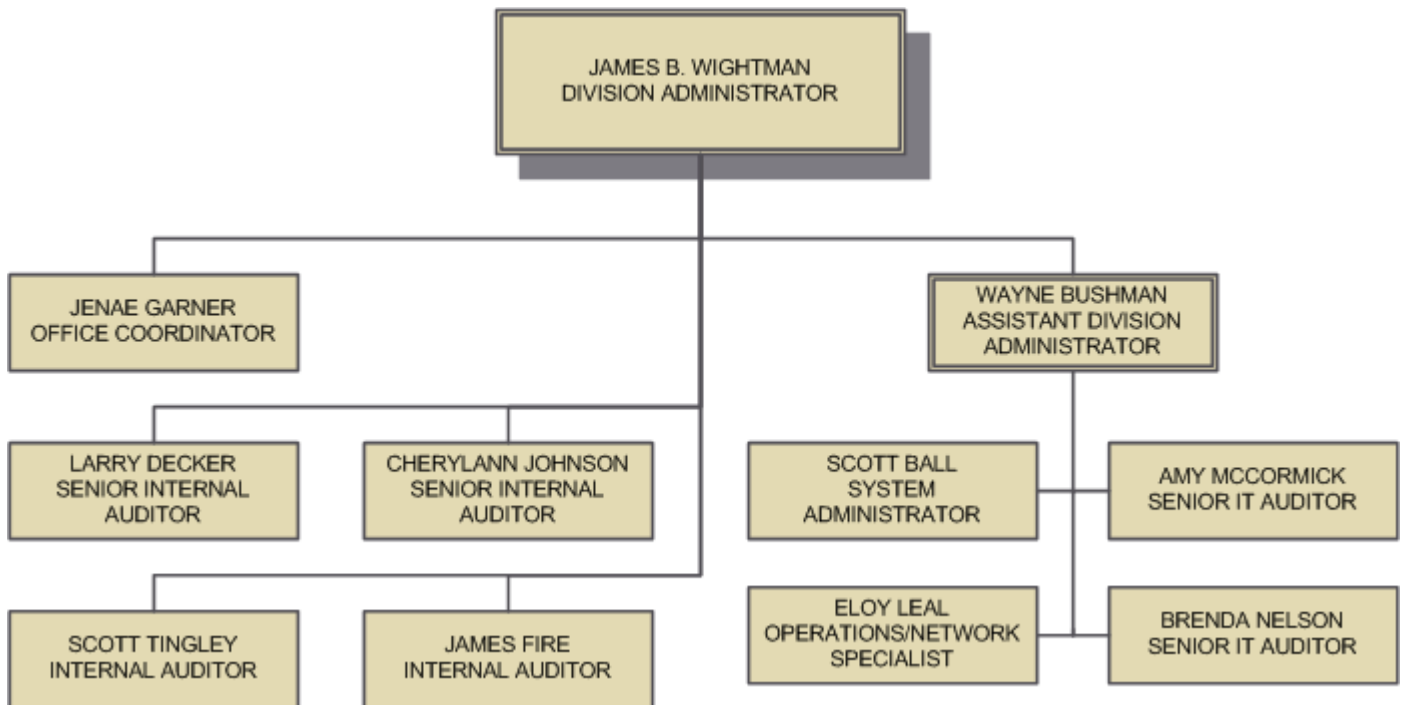 JAMES B. WIGHTMAN
DIVISION ADMINISTRATOR
JENAE GARNER
OFFICE COORDINATOR
WAYNE BUSHMAN
ASSISTANT DIVISION
ADMINISTRATOR
LARRY DECKER
SENIOR INTERNAL
AUDITOR
CHERYLANN JOHNSON
SENIOR INTERNAL
AUDITOR
SCOTT BALL
SYSTEM
ADMINISTRATOR
AMY MCCORMICK
SENIOR IT AUDITOR
SCOTT TINGLEY
INTERNAL AUDITOR
JAMES FIRE
INTERNAL AUDITOR
ELOY LEAL
OPERATIONS/NETWORK
SPECIALIST
BRENDA NELSON
SENIOR IT AUDITOR